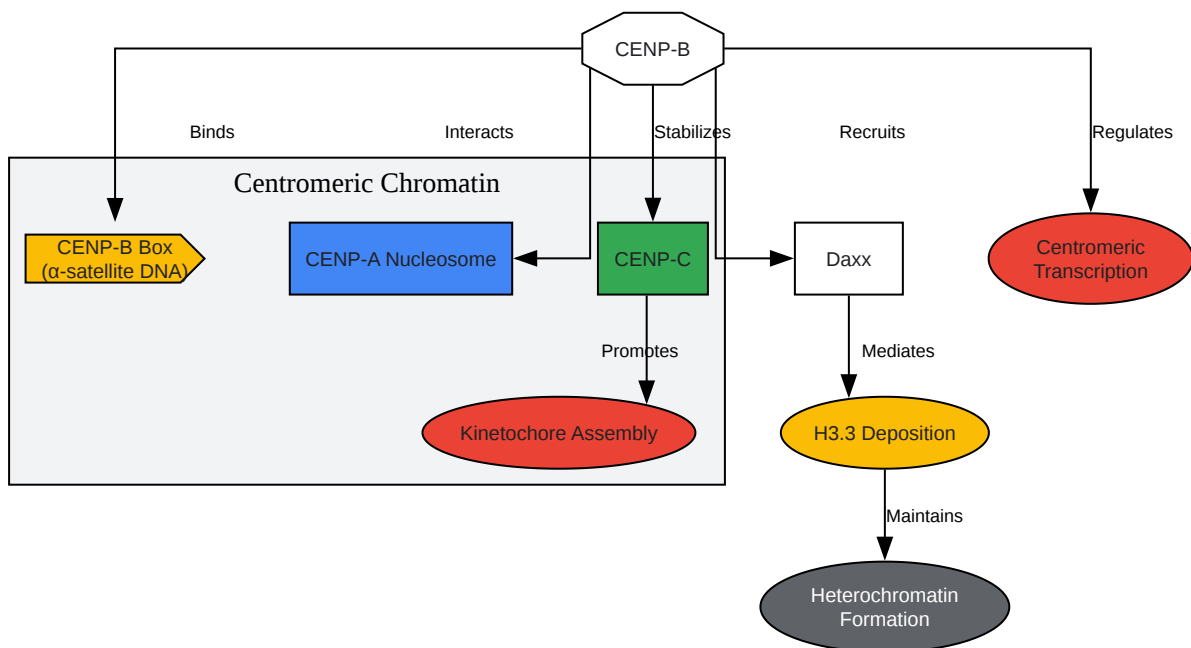 CENP-B
Binds
Interacts
Stabilizes
Recruits
Regulates
Centromeric Chromatin
CENP-B Box
(α-satellite DNA)
CENP-A Nucleosome
CENP-C
Daxx
Centromeric
Transcription
Promotes
Mediates
Kinetochore Assembly
H3.3 Deposition
Maintains
Heterochromatin
Formation